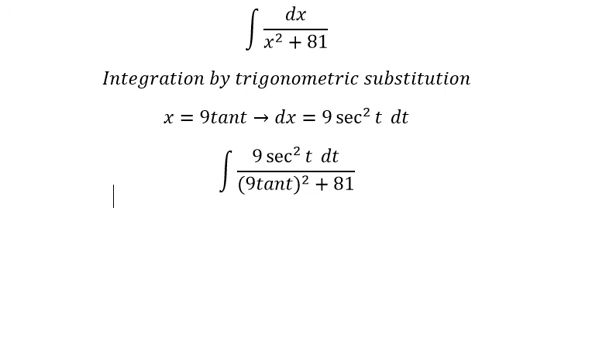 ∫ dx / (x² + 81)
Integration by trigonometric substitution
x = 9tant → dx = 9 sec² t dt
∫ 9 sec² t dt / ((9tant)² + 81)